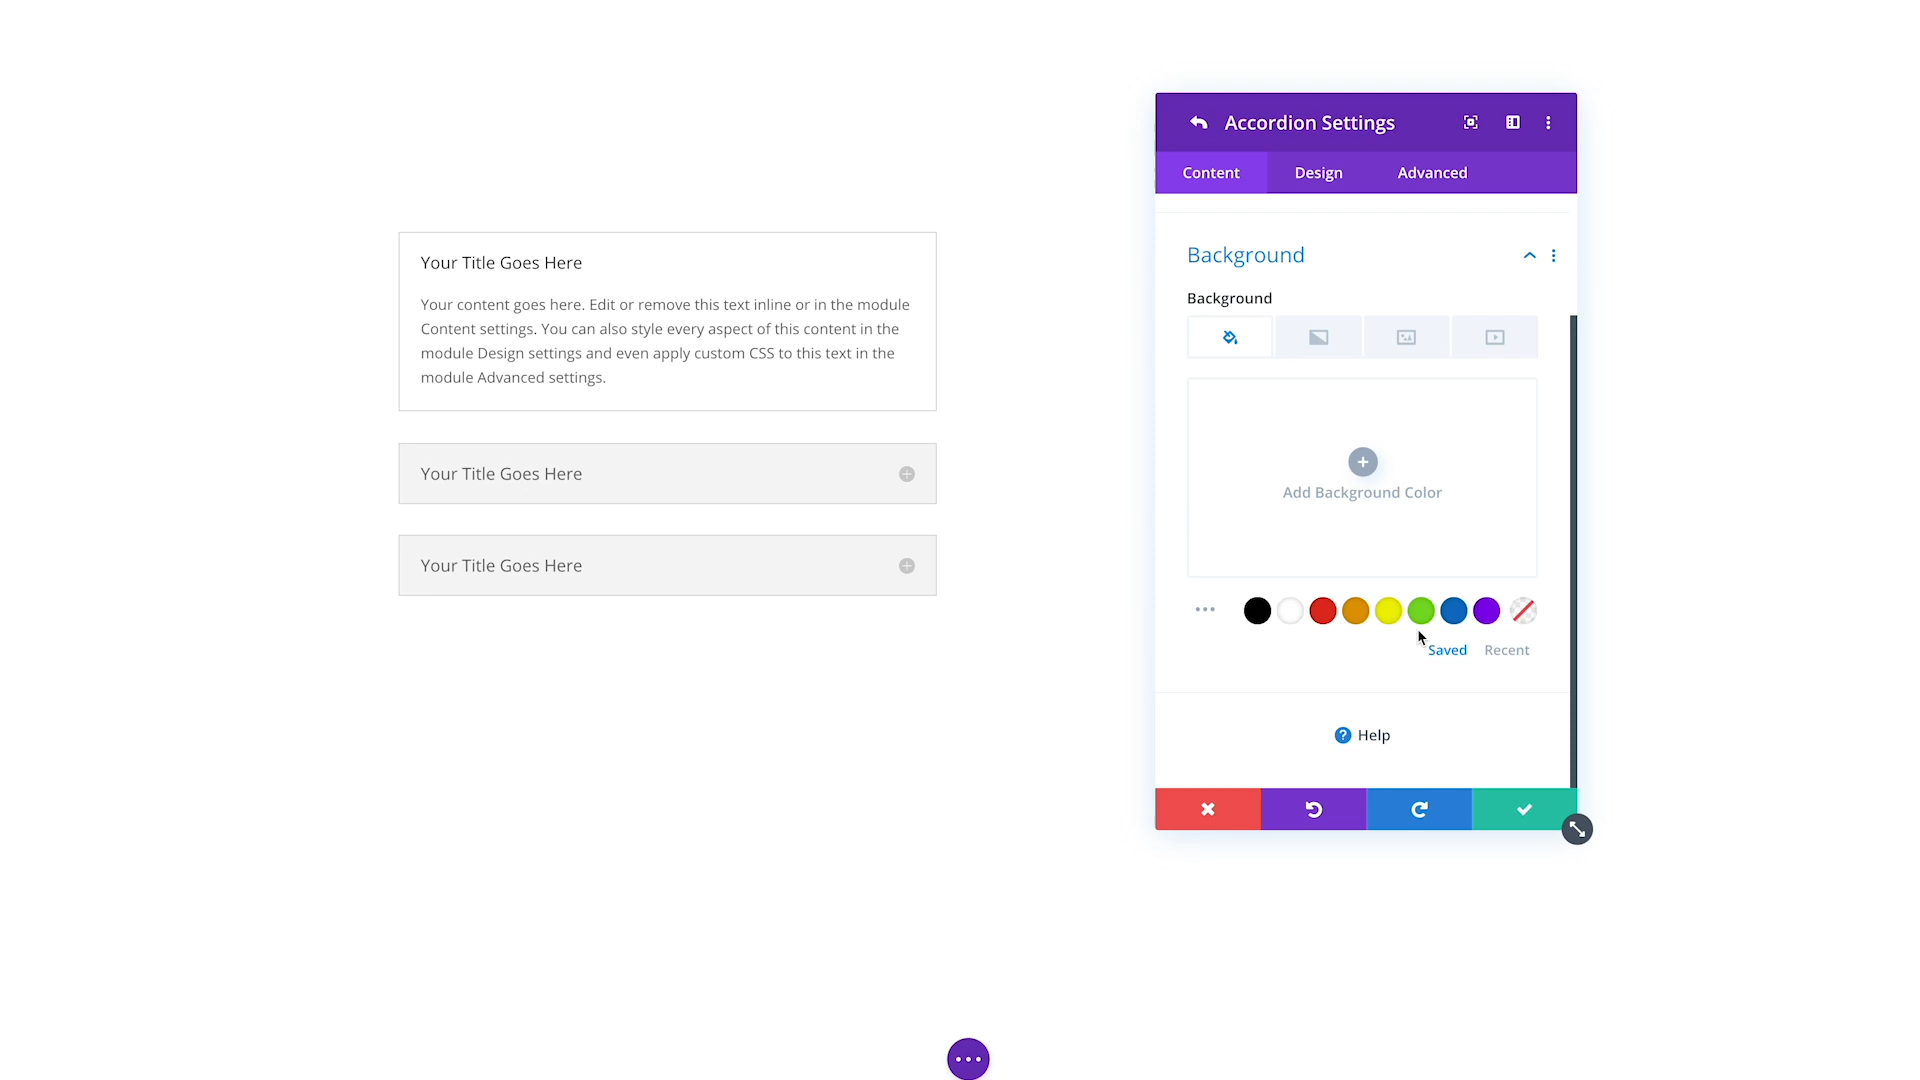 Accordion Settings
Content Design Advanced
Background
Background
Add Background Color
Saved Recent
Help
Your Title Goes Here
Your content goes here. Edit or remove this text inline or in the module
Content settings. You can also style every aspect of this content in the
module Design settings and even apply custom CSS to this text in the
module Advanced settings.
Your Title Goes Here
Your Title Goes Here